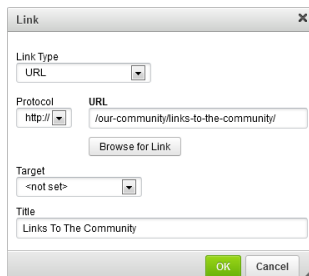 Link
Link Type
URL
Protocol URL
http:// /our-community/links-to-the-community/
Browse for Link
Target
<not set>
Title
Links To The Community
OK Cancel